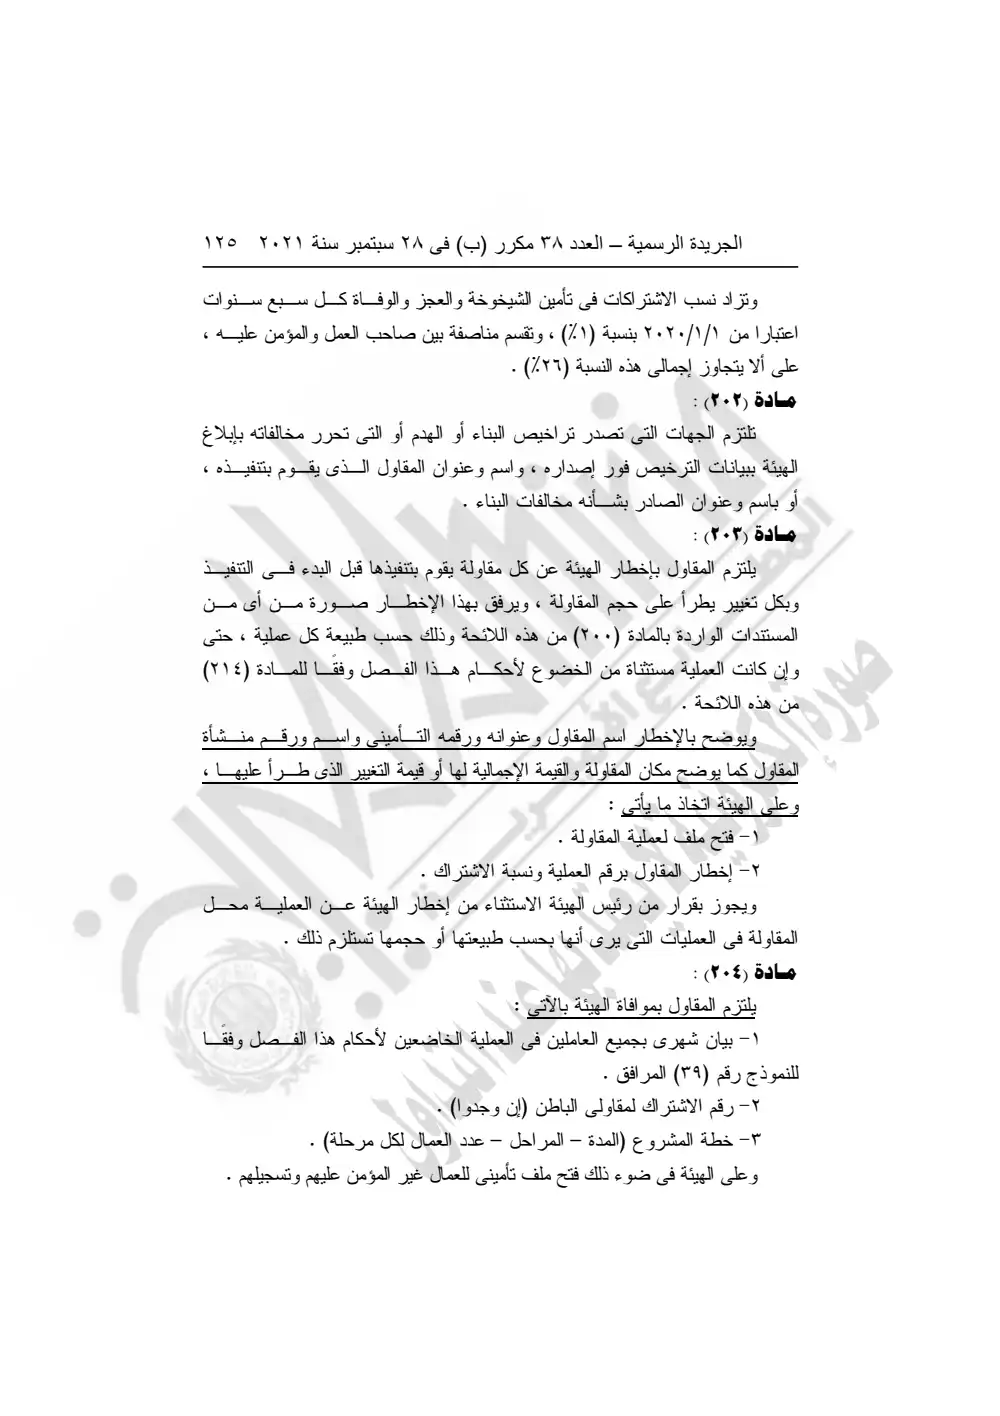 الجريدة الرسمية – العدد ٣٨ مكرر (ب) فى ٢٨ سبتمبر سنة ٢٠٢١ ١٢٥
وتزاد نسب الاشتراكات فى تأمين الشيخوخة والعجز والوفاة كل سبع سنوات
اعتبارا من ٢٠٢٠/١/١ بنسبة (١٪) ، وتقسم مناصفة بين صاحب العمل والمؤمن عليه ،
على ألا يتجاوز إجمالى هذه النسبة (٢٦٪) .
مادة (٢٠٢) :
تلتزم الجهات التى تصدر تراخيص البناء أو الهدم أو التى تحرر مخالفاته بإبلاغ
الهيئة ببيانات الترخيص فور إصداره ، واسم وعنوان المقاول الذى يقوم بتنفيذه ،
أو باسم وعنوان الصادر بشأنه مخالفات البناء .
مادة (٢٠٣) :
يلتزم المقاول بإخطار الهيئة عن كل مقاولة يقوم بتنفيذها قبل البدء فى التنفيذ
وبكل تغيير يطرأ على حجم المقاولة ، ويرفق بهذا الإخطار صورة من أى من
المستندات الواردة بالمادة (٢٠٠) من هذه اللائحة وذلك حسب طبيعة كل عملية ، حتى
وإن كانت العملية مستثناة من الخضوع لأحكام هذا الفصل وفقًا للمادة (٢١٤)
من هذه اللائحة .
ويوضح بالإخطار اسم المقاول وعنوانه ورقمه التأمينى واسم ورقم منشأة
المقاول كما يوضح مكان المقاولة والقيمة الإجمالية لها أو قيمة التغيير الذى طرأ عليها ،
وعلى الهيئة اتخاذ ما يأتى :
١- فتح ملف لعملية المقاولة .
٢- إخطار المقاول برقم العملية ونسبة الاشتراك .
ويجوز بقرار من رئيس الهيئة الاستثناء من إخطار الهيئة عن العملية محل
المقاولة فى العمليات التى يرى أنها بحسب طبيعتها أو حجمها تستلزم ذلك .
مادة (٢٠٤) :
يلتزم المقاول بموافاة الهيئة بالآتى :
١- بيان شهرى بجميع العاملين فى العملية الخاضعين لأحكام هذا الفصل وفقًا
للنموذج رقم (٣٩) المرافق .
٢- رقم الاشتراك لمقاولى الباطن (إن وجدوا) .
٣- خطة المشروع (المدة – المراحل – عدد العمال لكل مرحلة) .
وعلى الهيئة فى ضوء ذلك فتح ملف تأمينى للعمال غير المؤمن عليهم وتسجيلهم .